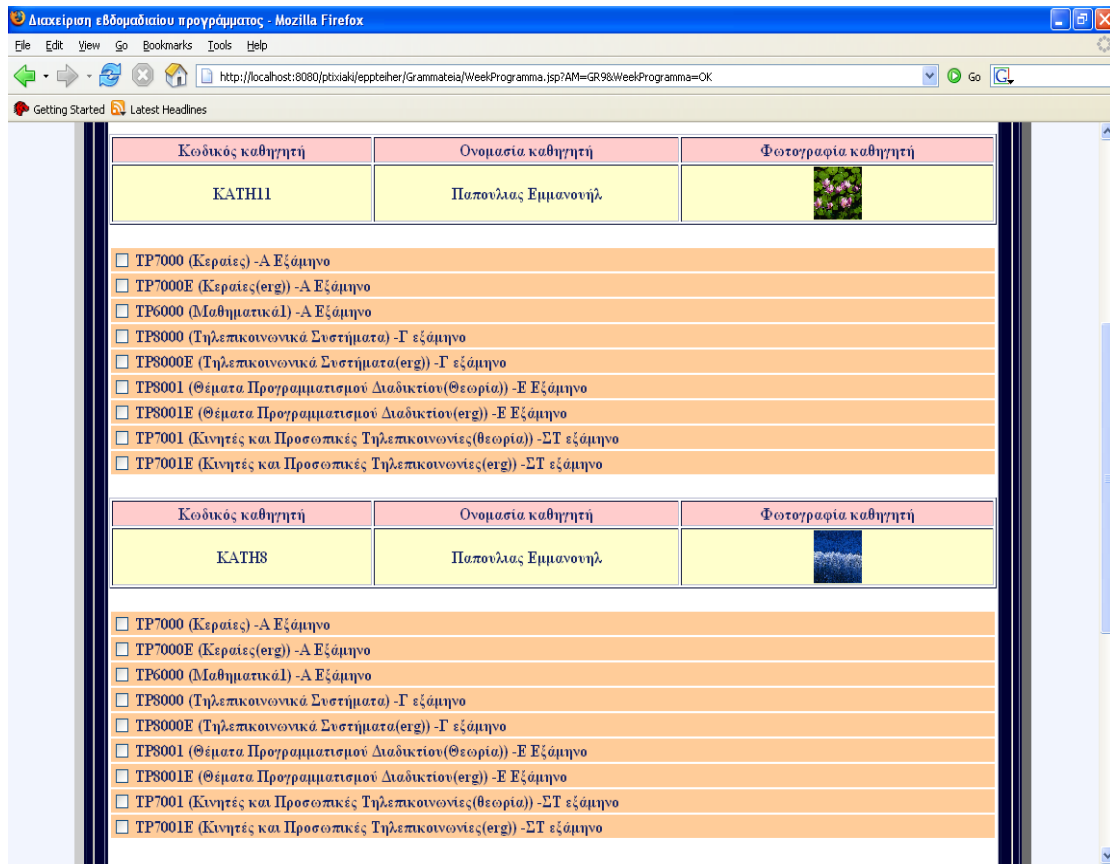 Διαχείριση εβδομαδιαίου προγράμματος - Mozilla Firefox
File Edit View Go Bookmarks Tools Help
http://localhost:8080/ptixiaki/eppteiher/Grammateia/WeekProgramma.jsp?AM=GR9&WeekProgramma=OK Go
Getting Started Latest Headlines
Κωδικός καθηγητή Ονομασία καθηγητή Φωτογραφία καθηγητή
ΚΑΤΗ11 Παπουλιας Εμμανουήλ
TP7000 (Κεραίες) -Α Εξάμηνο
TP7000E (Κεραίες(erg)) -Α Εξάμηνο
TP6000 (Μαθηματικά1) -Α Εξάμηνο
TP8000 (Τηλεπικοινωνικά Συστήματα) -Γ εξάμηνο
TP8000E (Τηλεπικοινωνικά Συστήματα(erg)) -Γ εξάμηνο
TP8001 (Θέματα Προγραμματισμού Διαδικτίου(Θεωρία)) -Ε Εξάμηνο
TP8001E (Θέματα Προγραμματισμού Διαδικτίου(erg)) -Ε Εξάμηνο
TP7001 (Κινητές και Προσωπικές Τηλεπικοινωνίες(θεωρία)) -ΣΤ εξάμηνο
TP7001E (Κινητές και Προσωπικές Τηλεπικοινωνίες(erg)) -ΣΤ εξάμηνο
Κωδικός καθηγητή Ονομασία καθηγητή Φωτογραφία καθηγητή
ΚΑΤΗ8 Παπουλιας Εμμανουηλ
TP7000 (Κεραίες) -Α Εξάμηνο
TP7000E (Κεραίες(erg)) -Α Εξάμηνο
TP6000 (Μαθηματικά1) -Α Εξάμηνο
TP8000 (Τηλεπικοινωνικά Συστήματα) -Γ εξάμηνο
TP8000E (Τηλεπικοινωνικά Συστήματα(erg)) -Γ εξάμηνο
TP8001 (Θέματα Προγραμματισμού Διαδικτίου(Θεωρία)) -Ε Εξάμηνο
TP8001E (Θέματα Προγραμματισμού Διαδικτίου(erg)) -Ε Εξάμηνο
TP7001 (Κινητές και Προσωπικές Τηλεπικοινωνίες(θεωρία)) -ΣΤ εξάμηνο
TP7001E (Κινητές και Προσωπικές Τηλεπικοινωνίες(erg)) -ΣΤ εξάμηνο